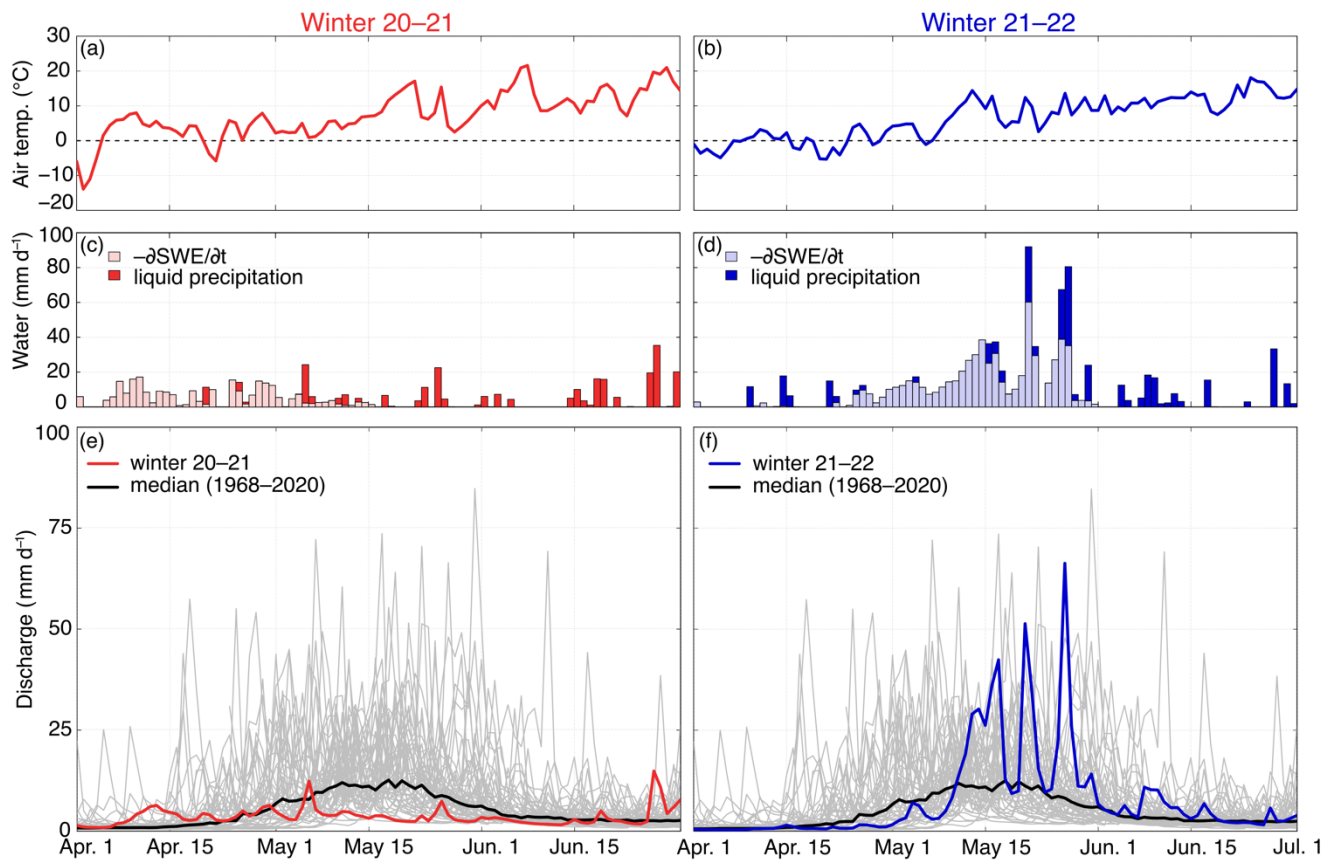 Winter 20–21
Winter 21–22
(a)
(b)
Air temp. (°C)
30
20
10
0
−10
−20
(c)
(d)
−∂SWE/∂t
liquid precipitation
−∂SWE/∂t
liquid precipitation
Water (mm d⁻¹)
100
80
60
40
20
0
(e)
(f)
winter 20–21
median (1968–2020)
winter 21–22
median (1968–2020)
Discharge (mm d⁻¹)
100
75
50
25
0
Apr. 1 Apr. 15 May 1 May 15 Jun. 1 Jun. 15 Apr. 1 Apr. 15 May 1 May 15 Jun. 1 Jun. 15 Jul. 1